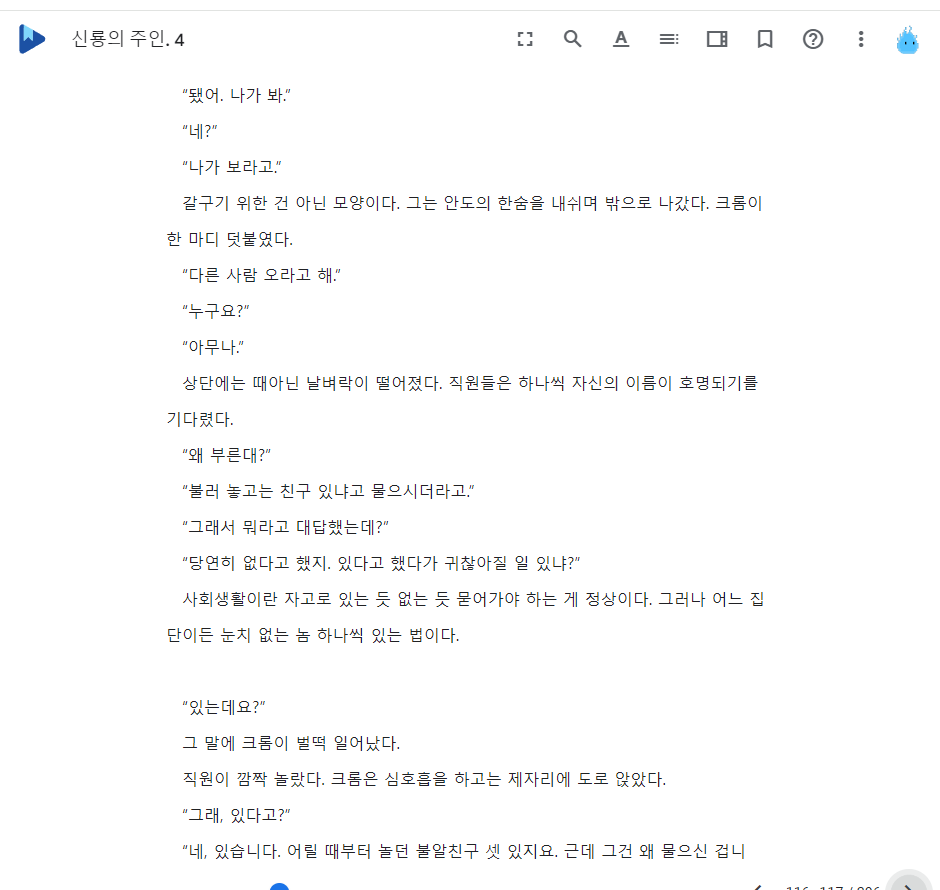 신룡의 주인. 4
“됐어. 나가 봐.”
“네?”
“나가 보라고.”
갈구기 위한 건 아닌 모양이다. 그는 안도의 한숨을 내쉬며 밖으로 나갔다. 크롬이
한 마디 덧붙였다.
“다른 사람 오라고 해.”
“누구요?”
“아무나.”
상단에는 때아닌 날벼락이 떨어졌다. 직원들은 하나씩 자신의 이름이 호명되기를
기다렸다.
“왜 부른대?”
“불러 놓고는 친구 있냐고 물으시더라고.”
“그래서 뭐라고 대답했는데?”
“당연히 없다고 했지. 있다고 했다가 귀찮아질 일 있냐?”
사회생활이란 자고로 있는 듯 없는 듯 묻어가야 하는 게 정상이다. 그러나 어느 집
단이든 눈치 없는 놈 하나씩 있는 법이다.
“있는데요?”
그 말에 크롬이 벌떡 일어났다.
직원이 깜짝 놀랐다. 크롬은 심호흡을 하고는 제자리에 도로 앉았다.
“그래, 있다고?”
“네, 있습니다. 어릴 때부터 놀던 불알친구 셋 있지요. 근데 그건 왜 물으신 겁니